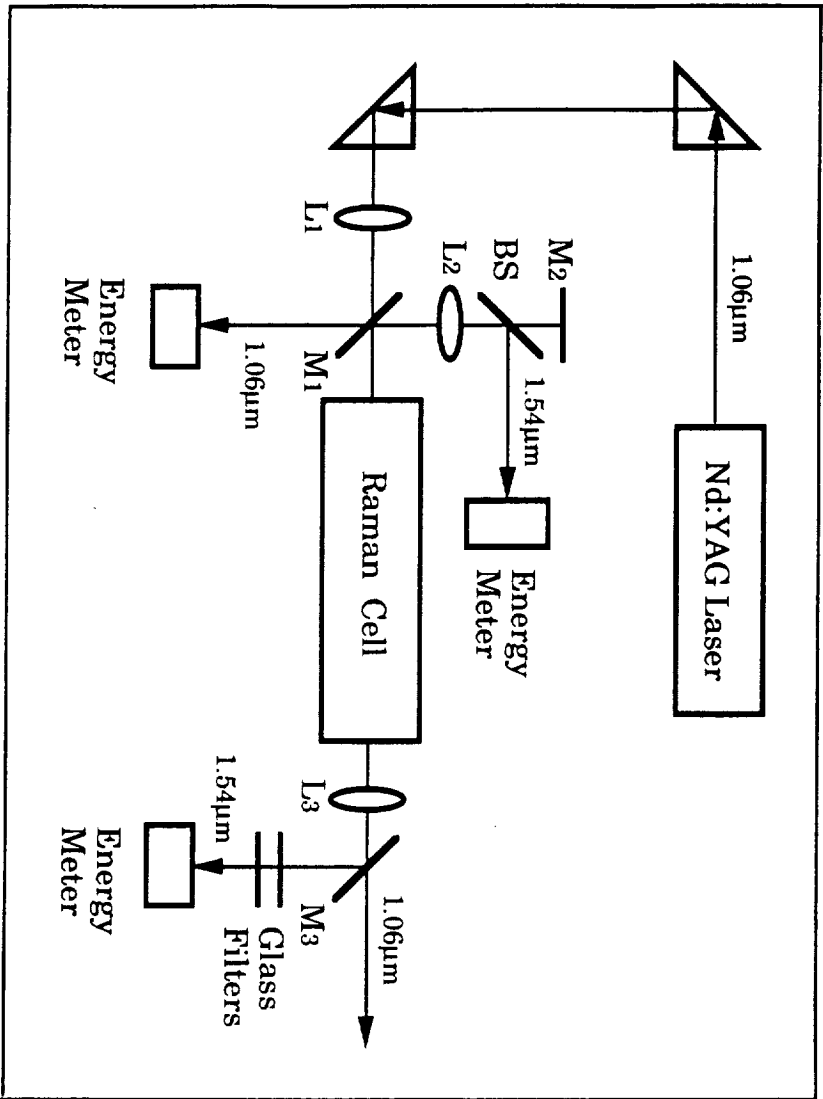 1.06μm
Nd:YAG Laser
L1
L2
BS
M2
1.54μm
Energy
Meter
Energy
Meter
1.06μm
M1
Raman Cell
L3
1.54μm
Energy
Meter
Glass
Filters
M3
1.06μm